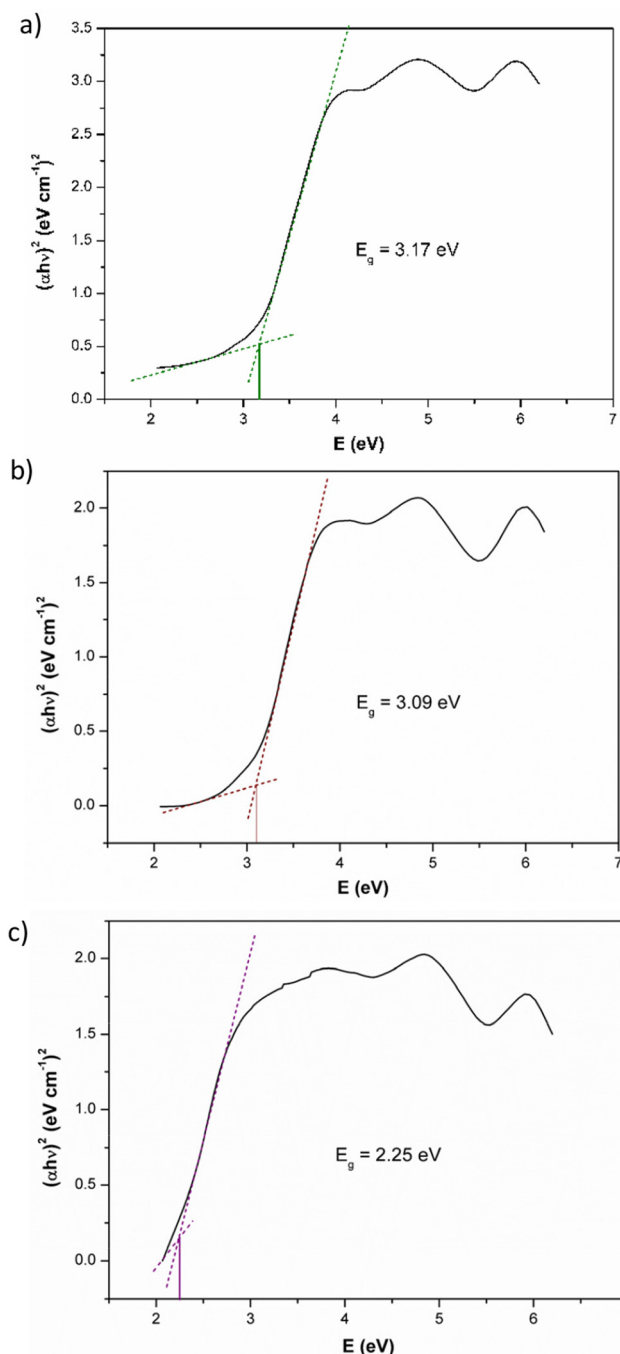 a)
3.5
3.0
2.5
2.0
1.5
1.0
0.5
0.0
(αhν)² (eV cm⁻¹)²
E_g = 3.17 eV
2 3 4 5 6 7
E (eV)
b)
2.0
1.5
1.0
0.5
0.0
(αhν)² (eV cm⁻¹)²
E_g = 3.09 eV
2 3 4 5 6 7
E (eV)
c)
2.0
1.5
1.0
0.5
0.0
(αhν)² (eV cm⁻¹)²
E_g = 2.25 eV
2 3 4 5 6
E (eV)